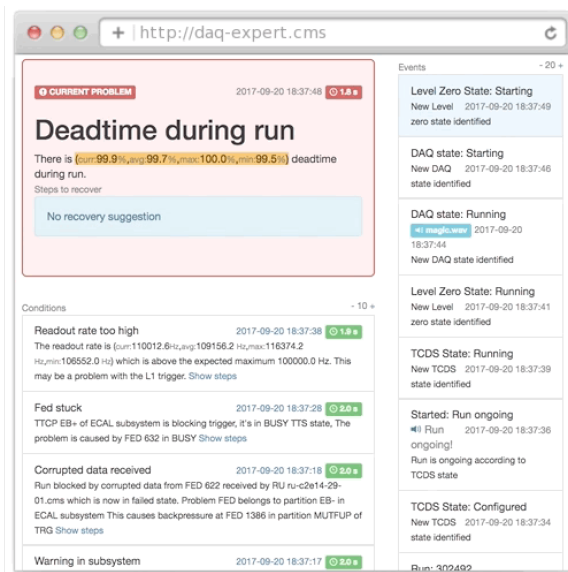 http://daq-expert.cms
CURRENT PROBLEM
2017-09-20 18:37:48
1.8 s
Deadtime during run
There is (curr:99.9%,avg:99.7%,max:100.0%,min:99.5%) deadtime
during run.
Steps to recover
No recovery suggestion
Conditions
- 10 +
Readout rate too high
2017-09-20 18:37:38
1.9 s
The readout rate is (curr:110012.6Hz,avg:109156.2 Hz,max:116374.2
Hz,min:106552.0 Hz) which is above the expected maximum 100000.0 Hz. This
may be a problem with the L1 trigger. Show steps
Fed stuck
2017-09-20 18:37:28
2.0 s
TTCP EB+ of ECAL subsystem is blocking trigger, it's in BUSY TTS state, The
problem is caused by FED 632 in BUSY Show steps
Corrupted data received
2017-09-20 18:37:18
2.0 s
Run blocked by corrupted data from FED 622 received by RU ru-c2e14-29-
01.cms which is now in failed state. Problem FED belongs to partition EB- in
ECAL subsystem This causes backpressure at FED 1386 in partition MUTFUP of
TRG Show steps
Warning in subsystem
2017-09-20 18:37:17
2.0 s
Events
- 20 +
Level Zero State: Starting
New Level 2017-09-20 18:37:49
zero state identified
DAQ state: Starting
New DAQ 2017-09-20 18:37:46
state identified
DAQ state: Running
magic.wav 2017-09-20
18:37:44
New DAQ state identified
Level Zero State: Running
New Level 2017-09-20 18:37:41
zero state identified
TCDS State: Running
New TCDS 2017-09-20 18:37:39
state identified
Started: Run ongoing
Run 2017-09-20 18:37:36
ongoing!
Run is ongoing according to
TCDS state
TCDS State: Configured
New TCDS 2017-09-20 18:37:34
state identified
Run: 302492